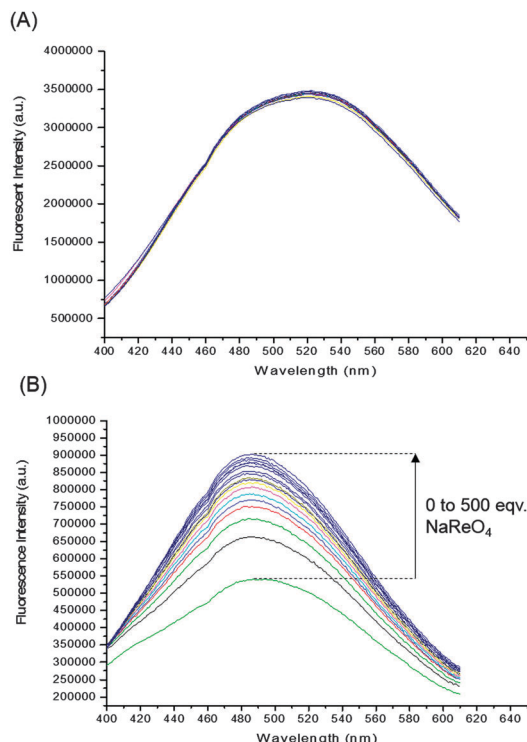 (A)
4000000
3500000
3000000
2500000
2000000
1500000
1000000
500000
Fluorescent Intensity (a.u.)
400 420 440 460 480 500 520 540 560 580 600 620 640
Wavelength (nm)
(B)
1000000
950000
900000
850000
800000
750000
700000
650000
600000
550000
500000
450000
400000
350000
300000
250000
200000
Fluorescence Intensity (a.u.)
0 to 500 eqv.
NaReO4
400 420 440 460 480 500 520 540 560 580 600 620 640
Wavelength (nm)